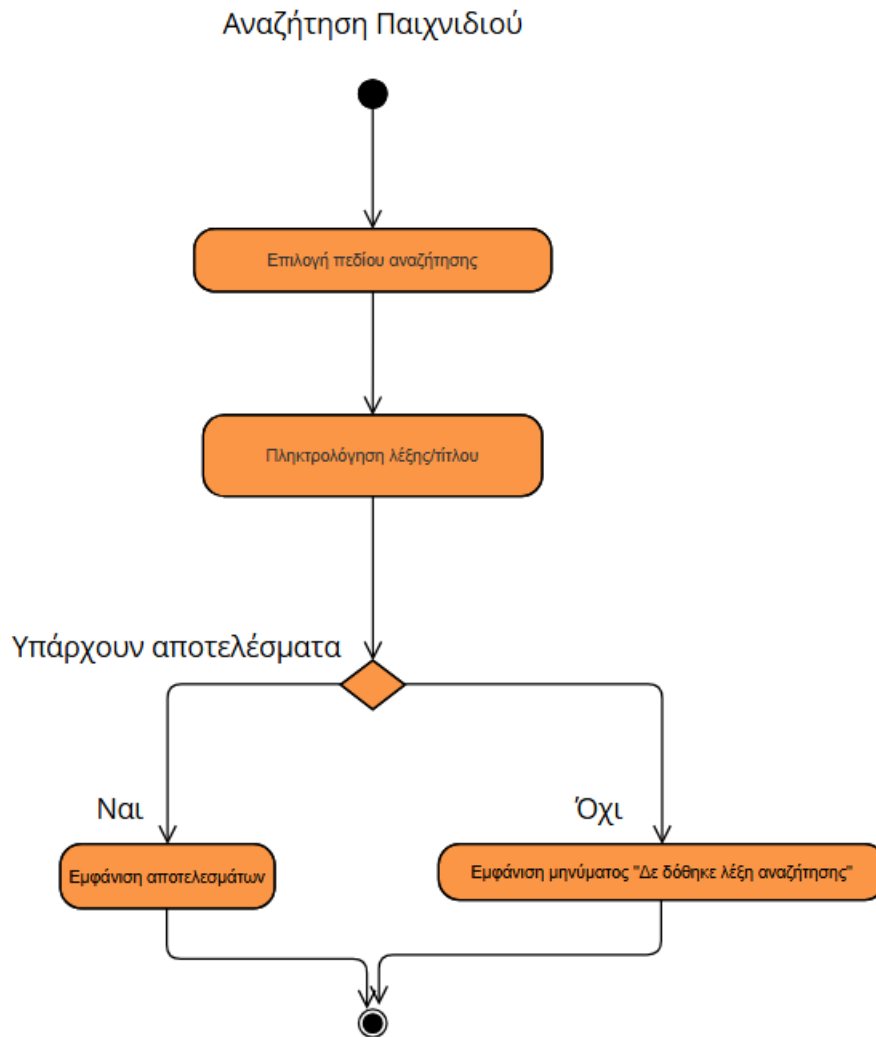 Αναζήτηση Παιχνιδιού
Επιλογή πεδίου αναζήτησης
Πληκτρολόγηση λέξης/τίτλου
Υπάρχουν αποτελέσματα
Ναι
Όχι
Εμφάνιση αποτελεσμάτων
Εμφάνιση μηνύματος "Δε δόθηκε λέξη αναζήτησης"